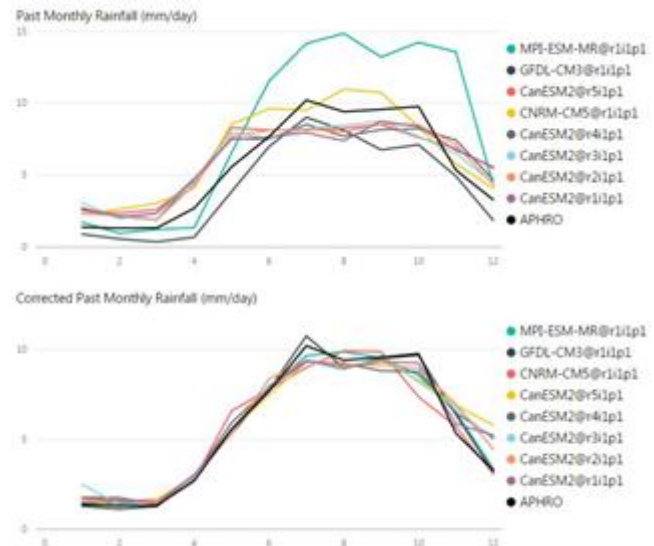 Past Monthly Rainfall (mm/day)
15
10
5
0
0 2 4 6 8 10 12
MPI-ESM-MR@r1i1p1
GFDL-CM3@r1i1p1
CanESM2@r5i1p1
CNRM-CM5@r1i1p1
CanESM2@r4i1p1
CanESM2@r3i1p1
CanESM2@r2i1p1
CanESM2@r1i1p1
APHRO
Corrected Past Monthly Rainfall (mm/day)
10
5
0
0 2 4 6 8 10 12
MPI-ESM-MR@r1i1p1
GFDL-CM3@r1i1p1
CNRM-CM5@r1i1p1
CanESM2@r5i1p1
CanESM2@r4i1p1
CanESM2@r3i1p1
CanESM2@r2i1p1
CanESM2@r1i1p1
APHRO